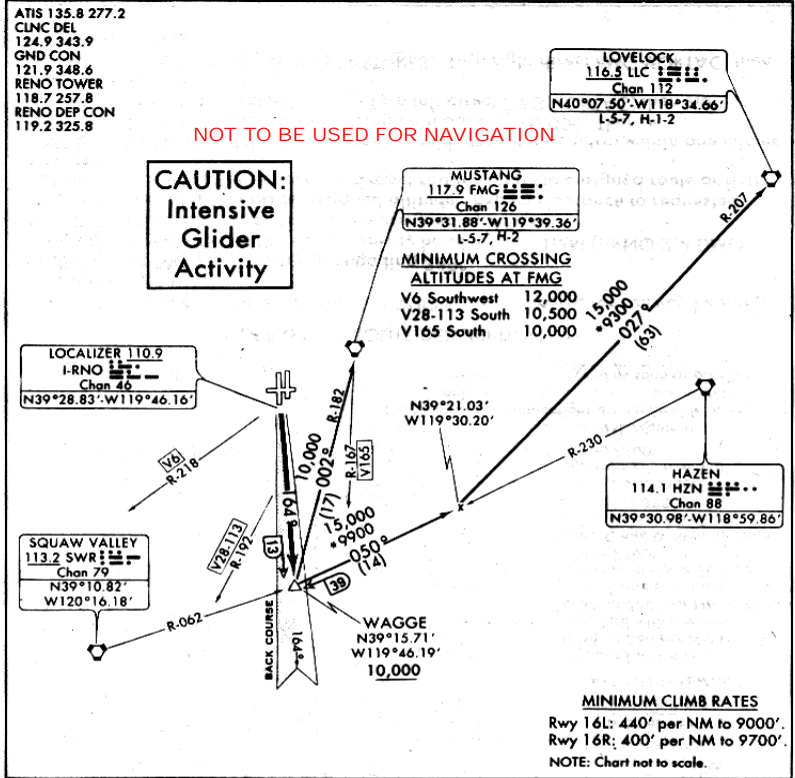 ATIS 135.8 277.2
CLNC DEL
124.9 343.9
GND CON
121.9 348.6
RENO TOWER
118.7 257.8
RENO DEP CON
119.2 325.8
NOT TO BE USED FOR NAVIGATION
LOVELOCK
116.5 LLC
Chan 112
N40°07.50'-W118°34.66'
L-5-7, H-1-2
CAUTION:
Intensive
Glider
Activity
MUSTANG
117.9 FMG
Chan 126
N39°31.88'-W119°39.36'
L-5-7, H-2
MINIMUM CROSSING
ALTITUDES AT FMG
V6 Southwest 12,000
V28-113 South 10,500
V165 South 10,000
R-207
15,000
*9300
027°
(63)
LOCALIZER 110.9
I-RNO
Chan 46
N39°28.83'-W119°46.16'
V6
R-218
R-182
10,000
002°
(17)
R-167
V165
N39°21.03'
W119°30.20'
R-230
HAZEN
114.1 HZN
Chan 88
N39°30.98'-W118°59.86'
164°
V28-113
R-192
13
15,000
*9900
050°
(14)
39
SQUAW VALLEY
113.2 SWR
Chan 79
N39°10.82'
W120°16.18'
R-062
WAGGE
N39°15.71'
W119°46.19'
10,000
BACK COURSE
164°
MINIMUM CLIMB RATES
Rwy 16L: 440' per NM to 9000'.
Rwy 16R: 400' per NM to 9700'.
NOTE: Chart not to scale.